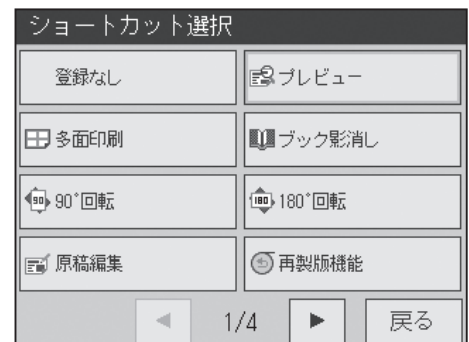 ショートカット選択
登録なし
プレビュー
多面印刷
ブック影消し
90 90°回転
180 180°回転
原稿編集
再製版機能
◀ 1/4 ▶ 戻る